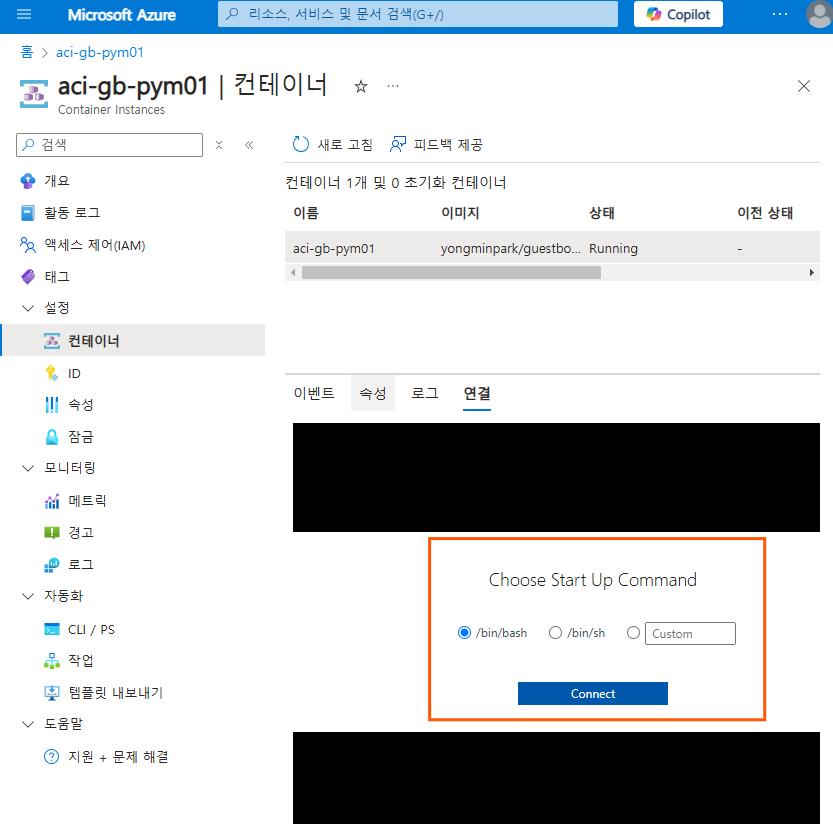 Microsoft Azure
리소스, 서비스 및 문서 검색(G+/)
Copilot
홈 > aci-gb-pym01
aci-gb-pym01 | 컨테이너
Container Instances
검색
새로 고침
피드백 제공
개요
활동 로그
액세스 제어(IAM)
태그
설정
컨테이너
ID
속성
잠금
모니터링
메트릭
경고
로그
자동화
CLI / PS
작업
템플릿 내보내기
도움말
지원 + 문제 해결
컨테이너 1개 및 0 초기화 컨테이너
이름 이미지 상태 이전 상태
aci-gb-pym01 yongminpark/guestbo... Running -
이벤트 속성 로그 연결
Choose Start Up Command
/bin/bash /bin/sh Custom
Connect